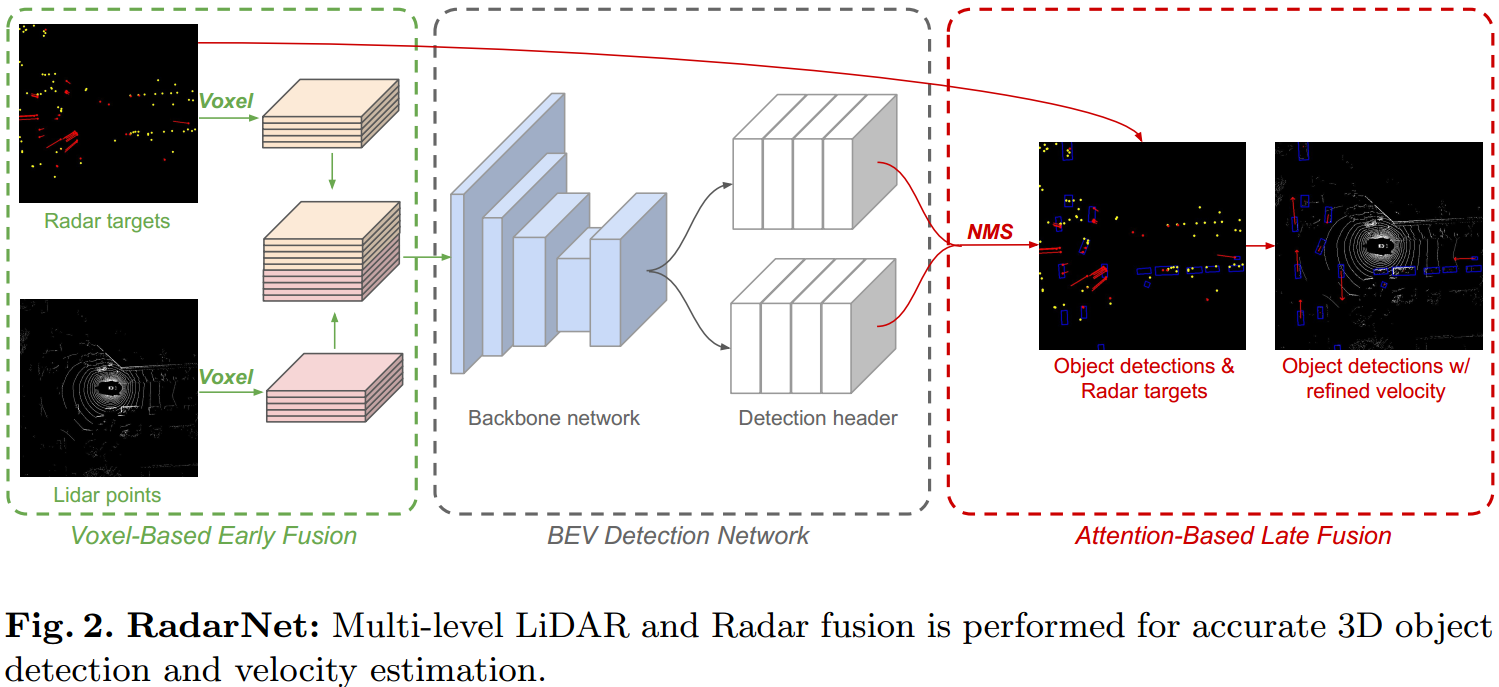 Voxel
Radar targets
Voxel
Lidar points
Voxel-Based Early Fusion
Backbone network
Detection header
BEV Detection Network
NMS
Object detections &
Radar targets
Object detections w/
refined velocity
Attention-Based Late Fusion
Fig. 2. RadarNet: Multi-level LiDAR and Radar fusion is performed for accurate 3D object
detection and velocity estimation.